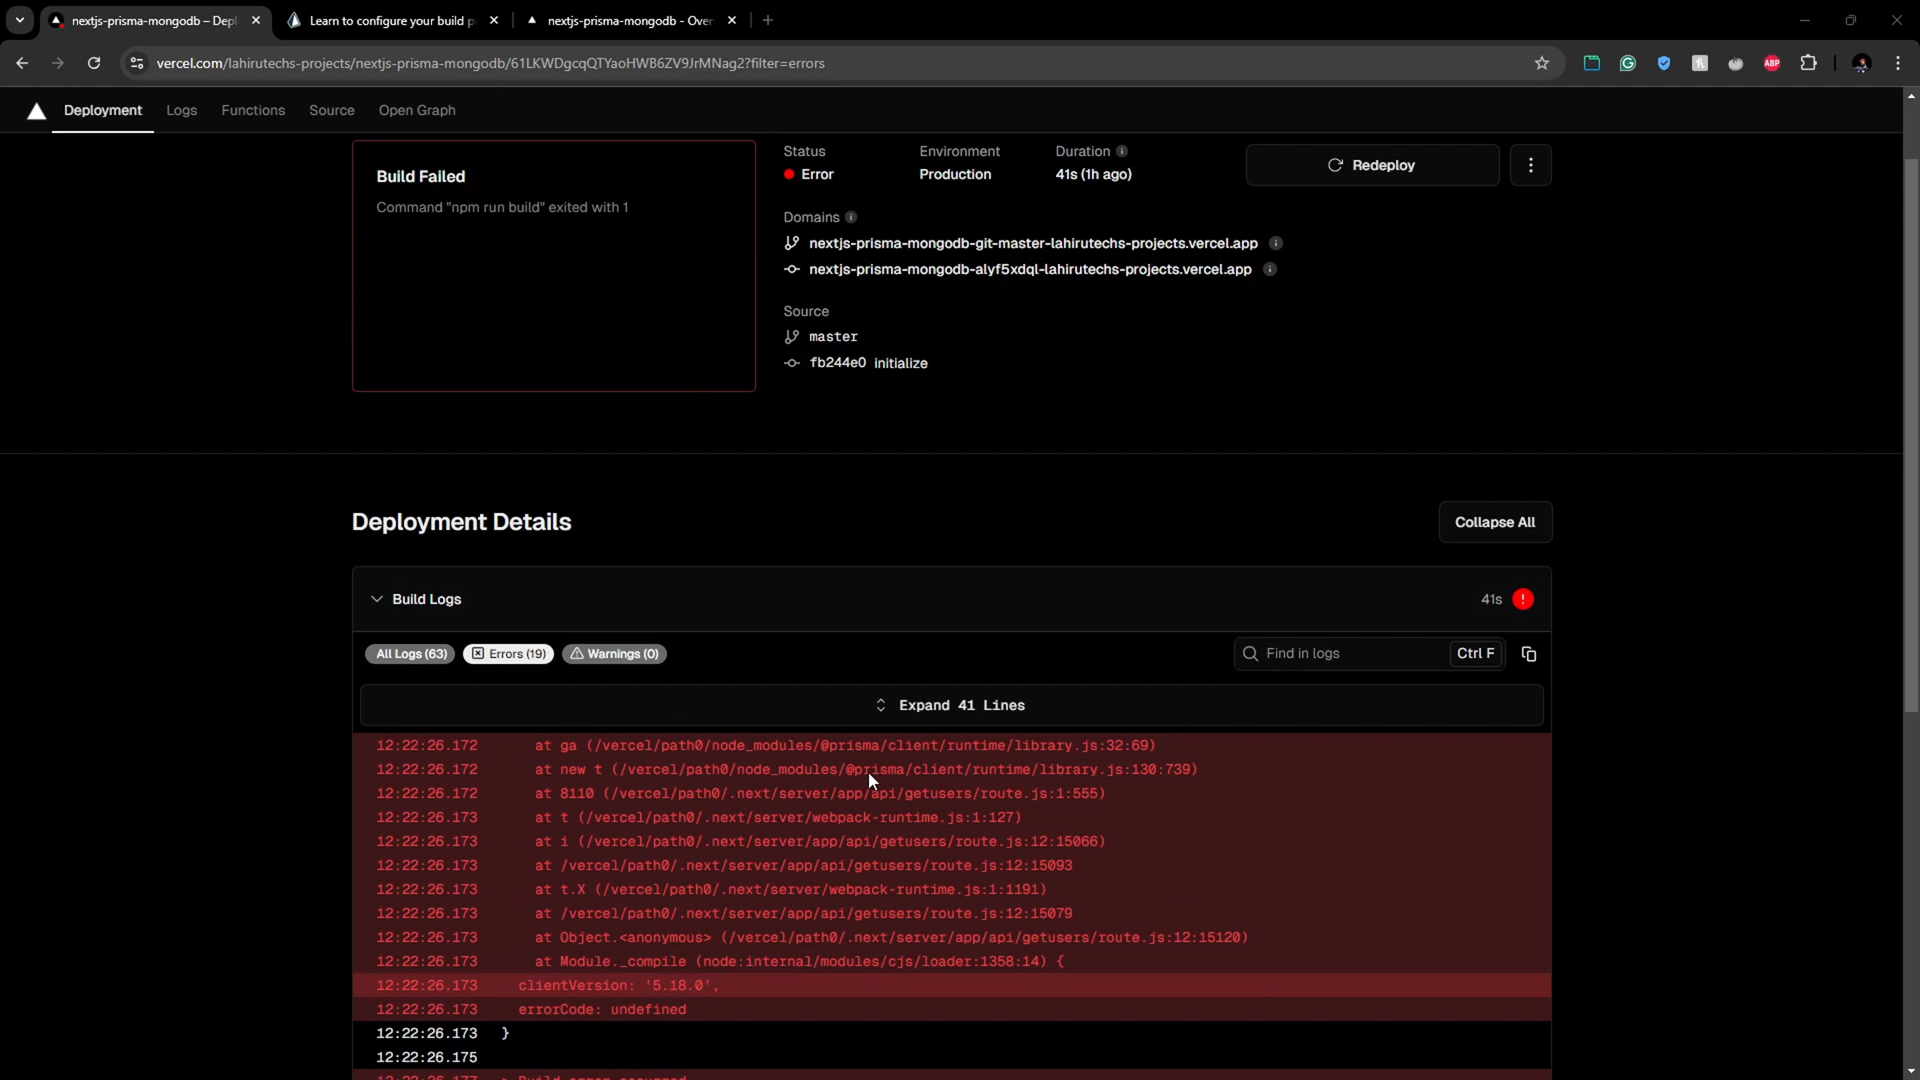 nextjs-prisma-mongodb – Depl
Learn to configure your build p
nextjs-prisma-mongodb - Over
vercel.com/lahirutechs-projects/nextjs-prisma-mongodb/61LKWDgcqQTYaoHWB6ZV9JrMNag2?filter=errors
ABP
Deployment
Logs
Functions
Source
Open Graph
Build Failed
Command "npm run build" exited with 1
Status
Environment
Duration
Error
Production
41s (1h ago)
Redeploy
Domains
nextjs-prisma-mongodb-git-master-lahirutechs-projects.vercel.app
nextjs-prisma-mongodb-alyf5xdql-lahirutechs-projects.vercel.app
Source
master
fb244e0 initialize
Deployment Details
Collapse All
Build Logs
41s
All Logs (63)
Errors (19)
Warnings (0)
Find in logs
Ctrl F
Expand 41 Lines
12:22:26.172 at ga (/vercel/path0/node_modules/@prisma/client/runtime/library.js:32:69)
12:22:26.172 at new t (/vercel/path0/node_modules/@prisma/client/runtime/library.js:130:739)
12:22:26.172 at 8110 (/vercel/path0/.next/server/app/api/getusers/route.js:1:555)
12:22:26.173 at t (/vercel/path0/.next/server/webpack-runtime.js:1:127)
12:22:26.173 at i (/vercel/path0/.next/server/app/api/getusers/route.js:12:15066)
12:22:26.173 at /vercel/path0/.next/server/app/api/getusers/route.js:12:15093
12:22:26.173 at t.X (/vercel/path0/.next/server/webpack-runtime.js:1:1191)
12:22:26.173 at /vercel/path0/.next/server/app/api/getusers/route.js:12:15079
12:22:26.173 at Object.<anonymous> (/vercel/path0/.next/server/app/api/getusers/route.js:12:15120)
12:22:26.173 at Module._compile (node:internal/modules/cjs/loader:1358:14) {
12:22:26.173 clientVersion: '5.18.0',
12:22:26.173 errorCode: undefined
12:22:26.173 }
12:22:26.175
12:22:26.177 > Build error occurred